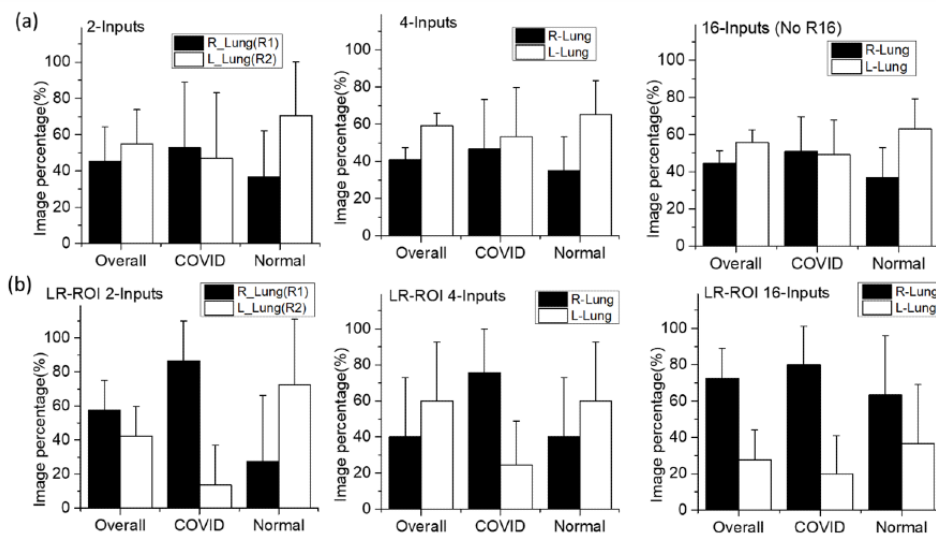 (a)
2-Inputs
R_Lung(R1)
L_Lung(R2)
Image percentage(%)
100
80
60
40
20
0
Overall COVID Normal
4-Inputs
R-Lung
L-Lung
Image percentage(%)
100
80
60
40
20
0
Overall COVID Normal
16-Inputs (No R16)
R-Lung
L-Lung
Image percentage(%)
100
80
60
40
20
0
Overall COVID Normal
(b)
LR-ROI 2-Inputs
R_Lung(R1)
L_Lung(R2)
Image percentage(%)
100
80
60
40
20
0
Overall COVID Normal
LR-ROI 4-Inputs
R-Lung
L-Lung
Image percentage(%)
100
80
60
40
20
0
Overall COVID Normal
LR-ROI 16-Inputs
R-Lung
L-Lung
Image percentage(%)
100
80
60
40
20
0
Overall COVID Normal